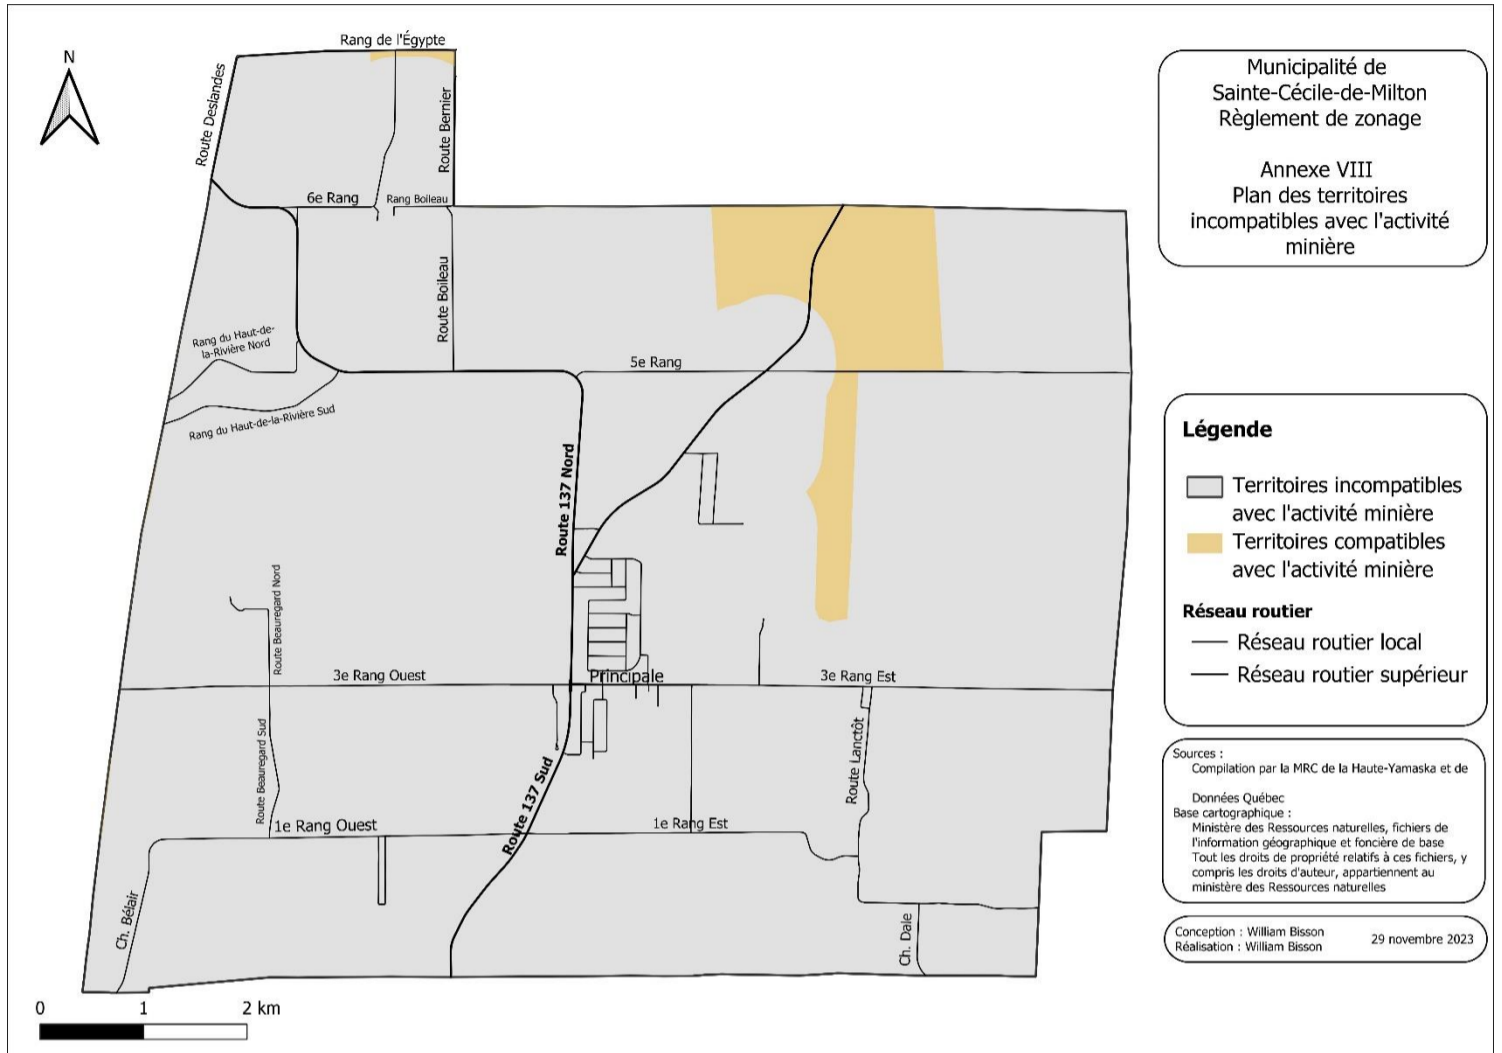 N
Rang de l'Égypte
Route Deslandes
Route Bernier
6e Rang
Rang Boileau
Route Boileau
Rang du Haut-de-
la-Rivière Nord
5e Rang
Rang du Haut-de-la-Rivière Sud
Route 137 Nord
Route Beauregard Nord
3e Rang Ouest
Principale
3e Rang Est
Route Beauregard Sud
Route 137 Sud
Route Lanctôt
1e Rang Ouest
1e Rang Est
Ch. Bélair
Ch. Dale
0 1 2 km
Municipalité de
Sainte-Cécile-de-Milton
Règlement de zonage
Annexe VIII
Plan des territoires
incompatibles avec l'activité
minière
Légende
Territoires incompatibles
avec l'activité minière
Territoires compatibles
avec l'activité minière
Réseau routier
Réseau routier local
Réseau routier supérieur
Sources :
Compilation par la MRC de la Haute-Yamaska et de
Données Québec
Base cartographique :
Ministère des Ressources naturelles, fichiers de
l'information géographique et foncière de base
Tout les droits de propriété relatifs à ces fichiers, y
compris les droits d'auteur, appartiennent au
ministère des Ressources naturelles
Conception : William Bisson
Réalisation : William Bisson
29 novembre 2023